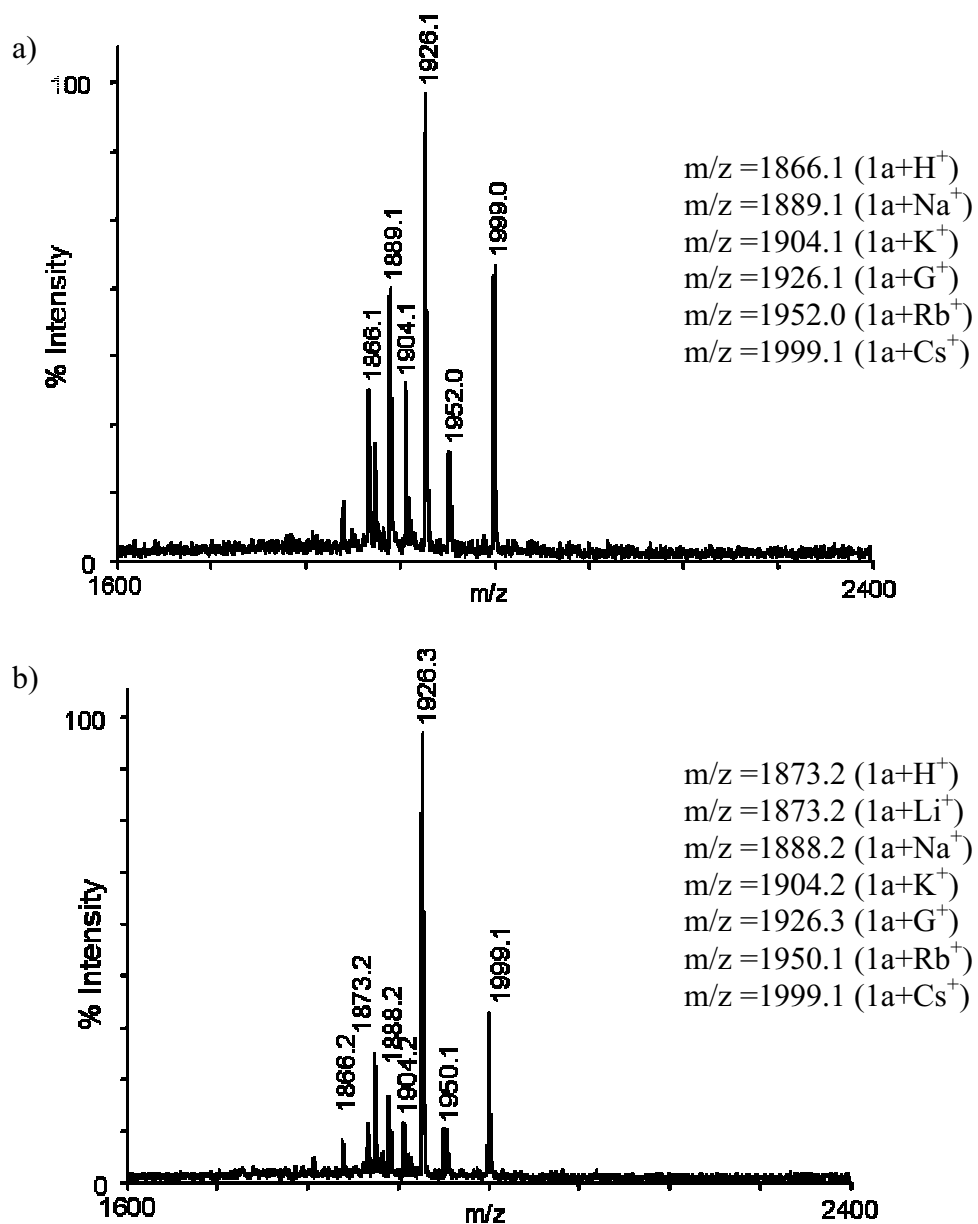 a)
100
% Intensity
0
1600
m/z
2400
1866.1
1889.1
1904.1
1926.1
1952.0
1999.0
m/z =1866.1 (1a+H⁺)
m/z =1889.1 (1a+Na⁺)
m/z =1904.1 (1a+K⁺)
m/z =1926.1 (1a+G⁺)
m/z =1952.0 (1a+Rb⁺)
m/z =1999.1 (1a+Cs⁺)
b)
100
% Intensity
0
1600
m/z
2400
1866.2
1873.2
1888.2
1904.2
1926.3
1950.1
1999.1
m/z =1873.2 (1a+H⁺)
m/z =1873.2 (1a+Li⁺)
m/z =1888.2 (1a+Na⁺)
m/z =1904.2 (1a+K⁺)
m/z =1926.3 (1a+G⁺)
m/z =1950.1 (1a+Rb⁺)
m/z =1999.1 (1a+Cs⁺)